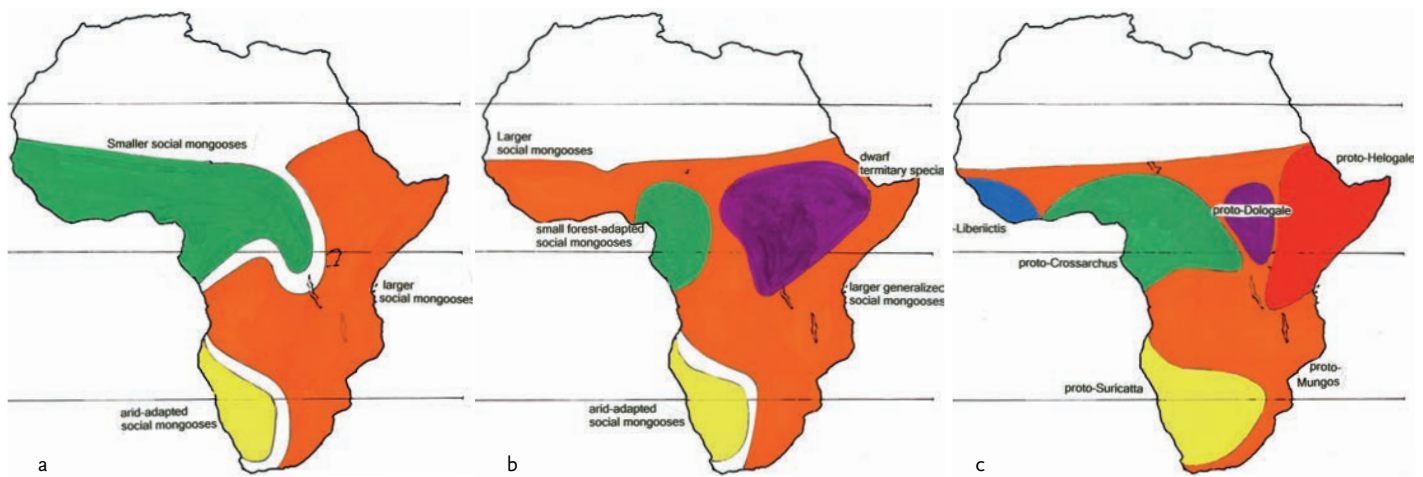 Smaller social mongooses
larger
social mongooses
arid-adapted
social mongooses
a
Larger
social mongooses
dwarf
termitary specia
small forest-adapted
social mongooses
larger generalized
social mongooses
arid-adapted
social mongooses
b
proto-Helogale
proto-Dologale
-Liberiictis
proto-Crossarchus
proto-Suricatta
proto-
Mungos
c